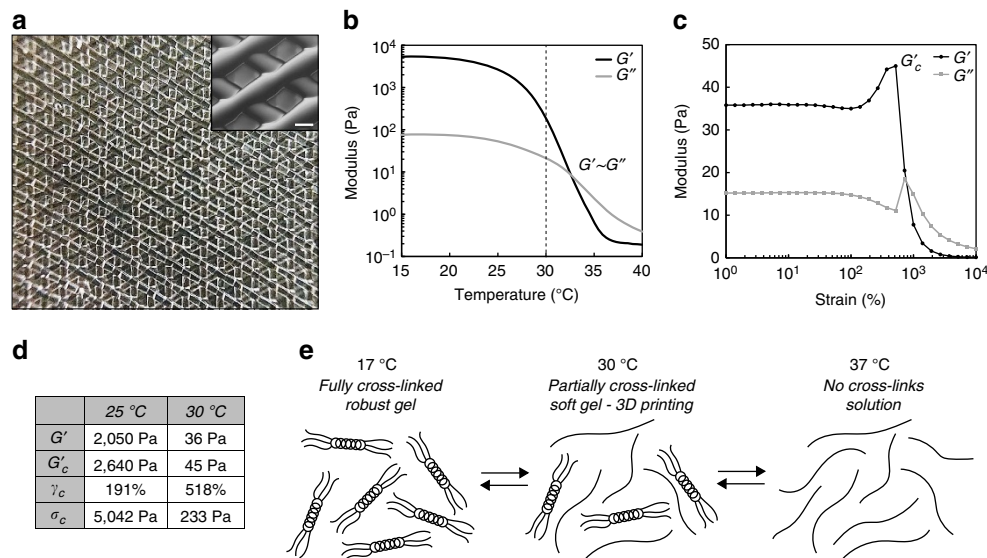 a
b
10⁴
10³
10²
10¹
10⁰
10⁻¹
Modulus (Pa)
G′
G″
G′~G″
15 20 25 30 35 40
Temperature (°C)
c
50
40
30
20
10
0
Modulus (Pa)
G′c
G′
G″
10⁰ 10¹ 10² 10³ 10⁴
Strain (%)
d
25 °C 30 °C
G′ 2,050 Pa 36 Pa
G′c 2,640 Pa 45 Pa
γc 191% 518%
σc 5,042 Pa 233 Pa
e
17 °C
Fully cross-linked
robust gel
30 °C
Partially cross-linked
soft gel - 3D printing
37 °C
No cross-links
solution